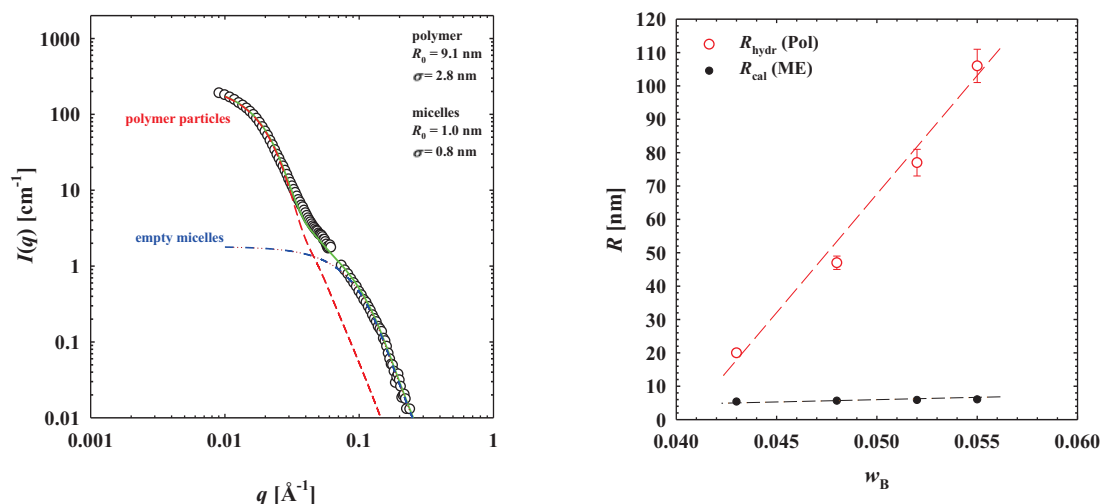 1000
100
10
1
0.1
0.01
I(q) [cm⁻¹]
polymer
R₀ = 9.1 nm
σ = 2.8 nm
micelles
R₀ = 1.0 nm
σ = 0.8 nm
polymer particles
empty micelles
0.001 0.01 0.1 1
q [Å⁻¹]
120
110
100
90
80
70
60
50
40
30
20
10
0
R [nm]
R_hydr (Pol)
R_cal (ME)
0.040 0.045 0.050 0.055 0.060
w_B